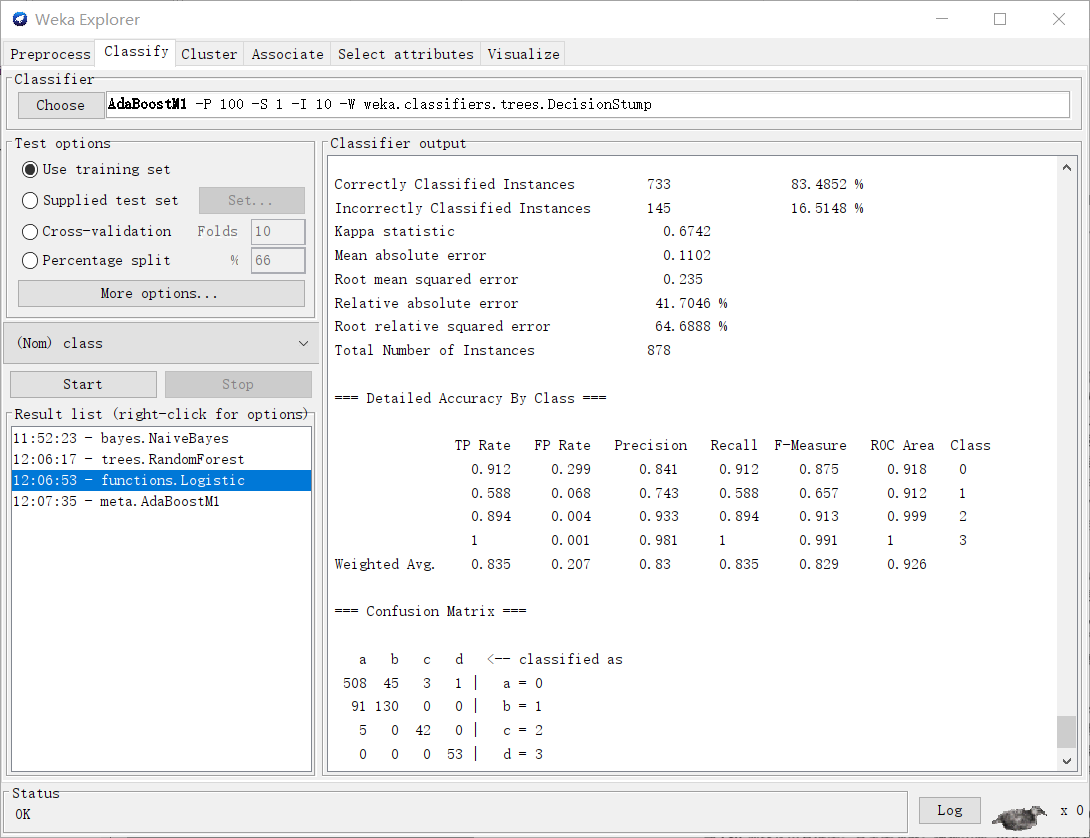 Weka Explorer
Preprocess Classify Cluster Associate Select attributes Visualize
Classifier
Choose AdaBoostM1 -P 100 -S 1 -I 10 -W weka.classifiers.trees.DecisionStump
Test options
Use training set
Supplied test set Set...
Cross-validation Folds 10
Percentage split % 66
More options...
(Nom) class
Start Stop
Result list (right-click for options)
11:52:23 - bayes.NaiveBayes
12:06:17 - trees.RandomForest
12:06:53 - functions.Logistic
12:07:35 - meta.AdaBoostM1
Classifier output
Correctly Classified Instances 733 83.4852 %
Incorrectly Classified Instances 145 16.5148 %
Kappa statistic 0.6742
Mean absolute error 0.1102
Root mean squared error 0.235
Relative absolute error 41.7046 %
Root relative squared error 64.6888 %
Total Number of Instances 878
=== Detailed Accuracy By Class ===
TP Rate FP Rate Precision Recall F-Measure ROC Area Class
0.912 0.299 0.841 0.912 0.875 0.918 0
0.588 0.068 0.743 0.588 0.657 0.912 1
0.894 0.004 0.933 0.894 0.913 0.999 2
1 0.001 0.981 1 0.991 1 3
Weighted Avg. 0.835 0.207 0.83 0.835 0.829 0.926
=== Confusion Matrix ===
a b c d <-- classified as
508 45 3 1 | a = 0
91 130 0 0 | b = 1
5 0 42 0 | c = 2
0 0 0 53 | d = 3
Status
OK
Log x 0